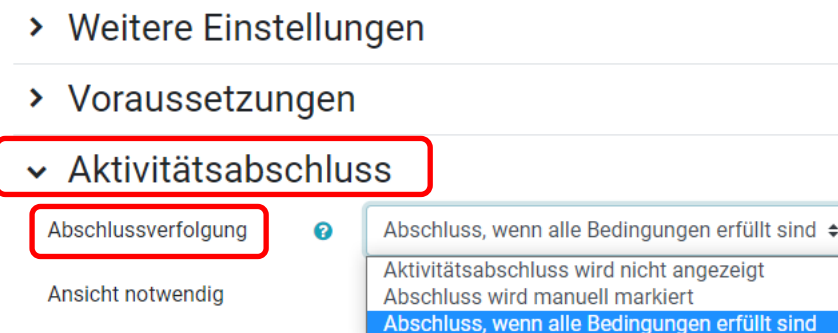 Weitere Einstellungen
Voraussetzungen
Aktivitätsabschluss
Abschlussverfolgung
Abschluss, wenn alle Bedingungen erfüllt sind
Aktivitätsabschluss wird nicht angezeigt
Ansicht notwendig
Abschluss wird manuell markiert
Abschluss, wenn alle Bedingungen erfüllt sind